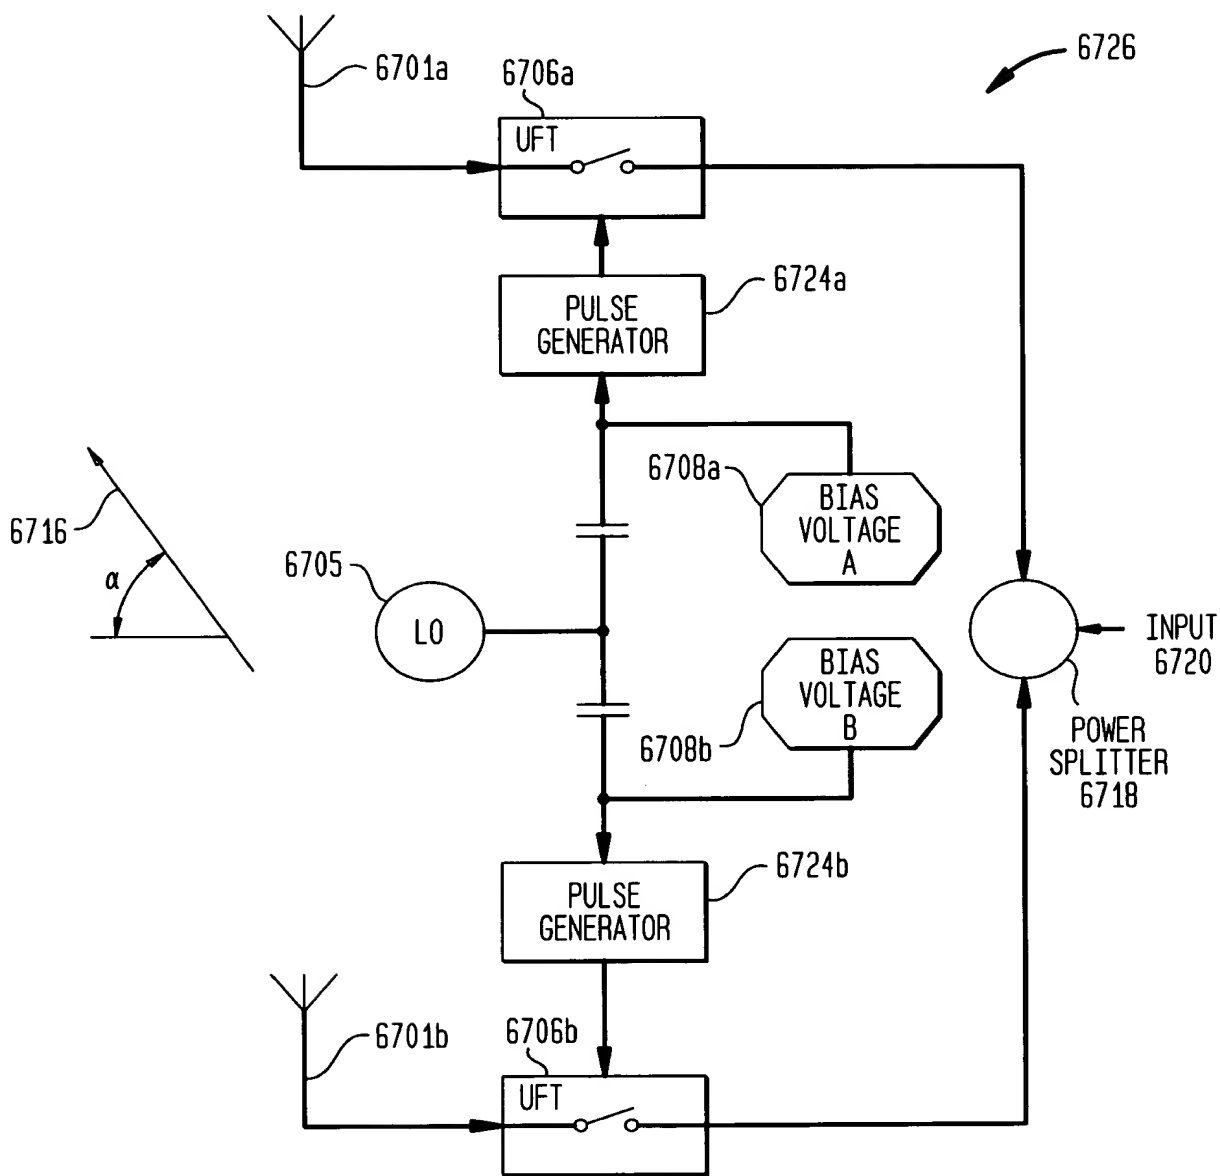 6726
6701a
6706a
UFT
6724a
PULSE
GENERATOR
6708a
BIAS
VOLTAGE
A
6716
α
6705
LO
INPUT
6720
BIAS
VOLTAGE
B
6708b
POWER
SPLITTER
6718
6724b
PULSE
GENERATOR
6701b
6706b
UFT